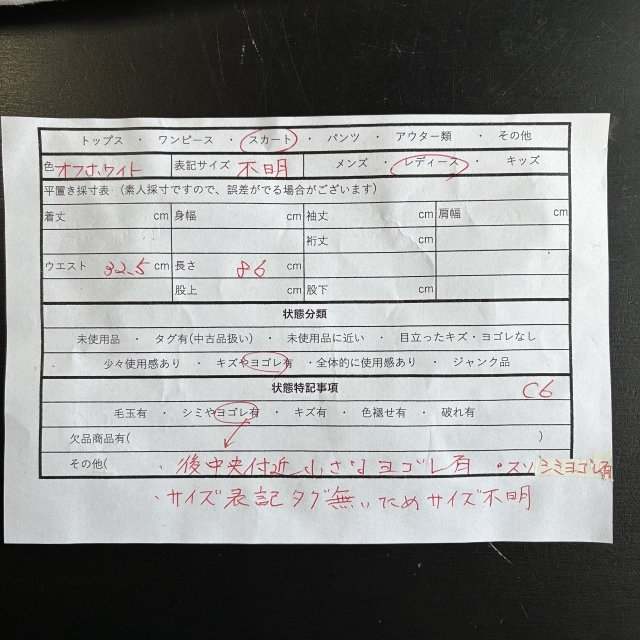 トップス ・ ワンピース ・ スカート ・ パンツ ・ アウター類 ・ その他
色 オフホワイト 表記サイズ 不明 メンズ ・ レディース ・ キッズ
平置き採寸表（素人採寸ですので、誤差がでる場合がございます）
着丈 cm 身幅 cm 袖丈 cm 肩幅 cm
裄丈 cm
ウエスト 32.5 cm 長さ 86 cm
股上 cm 股下 cm
状態分類
未使用品 ・ タグ有(中古品扱い) ・ 未使用品に近い ・ 目立ったキズ・ヨゴレなし
少々使用感あり ・ キズやヨゴレ有 ・全体的に使用感あり ・ ジャンク品
状態特記事項 C6
毛玉有 ・ シミやヨゴレ有 ・ キズ有 ・ 色褪せ有 ・ 破れ有
欠品商品有( )
その他( ・後中央付近小さなヨゴレ有 ・スソシミヨゴレ有
・サイズ表記タグ無いためサイズ不明